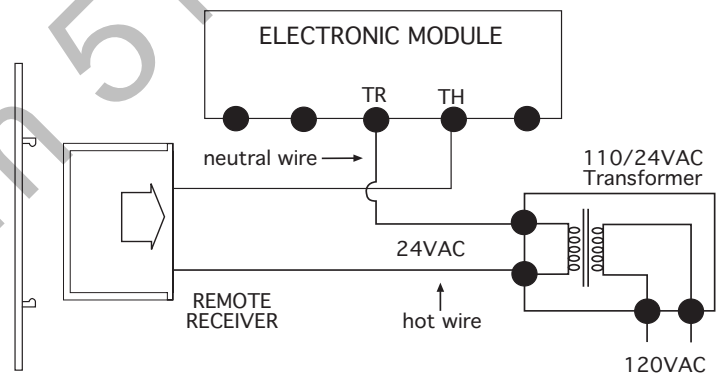 ELECTRONIC MODULE
TR TH
neutral wire
110/24VAC
Transformer
24VAC
REMOTE
RECEIVER
hot wire
120VAC